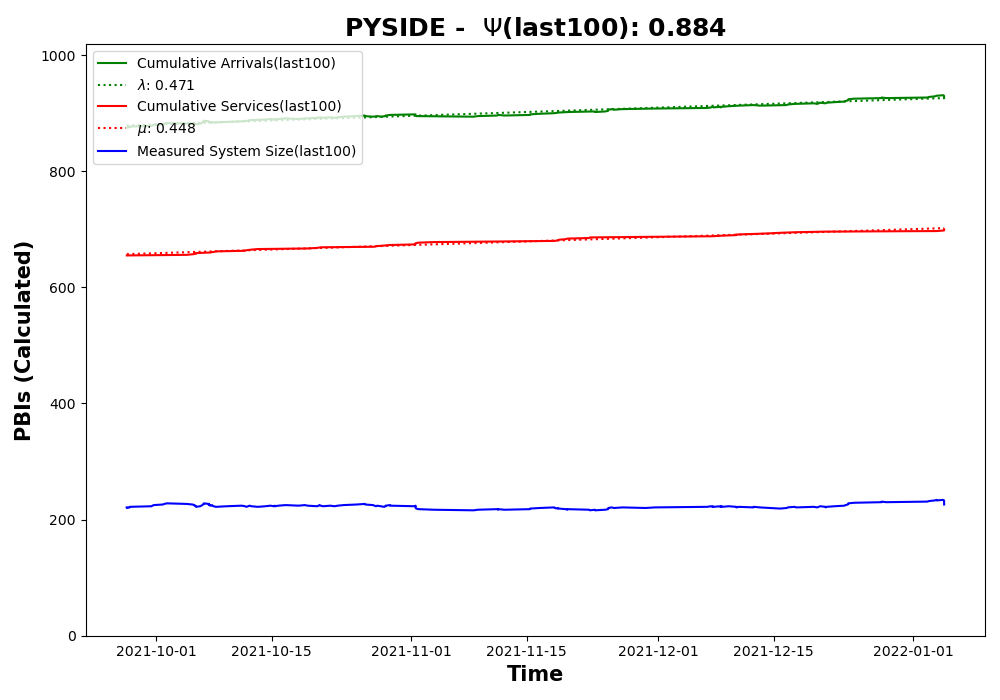 PYSIDE - Ψ(last100): 0.884
Cumulative Arrivals(last100)
λ: 0.471
Cumulative Services(last100)
μ: 0.448
Measured System Size(last100)
1000
800
600
400
200
0
PBIs (Calculated)
2021-10-01 2021-10-15 2021-11-01 2021-11-15 2021-12-01 2021-12-15 2022-01-01
Time